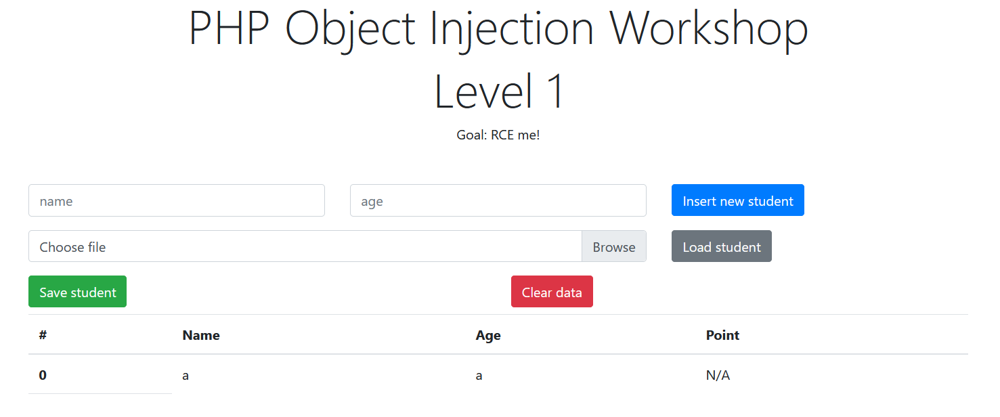 PHP Object Injection Workshop
Level 1
Goal: RCE me!
name age Insert new student
Choose file Browse Load student
Save student Clear data
# Name Age Point
0 a a N/A